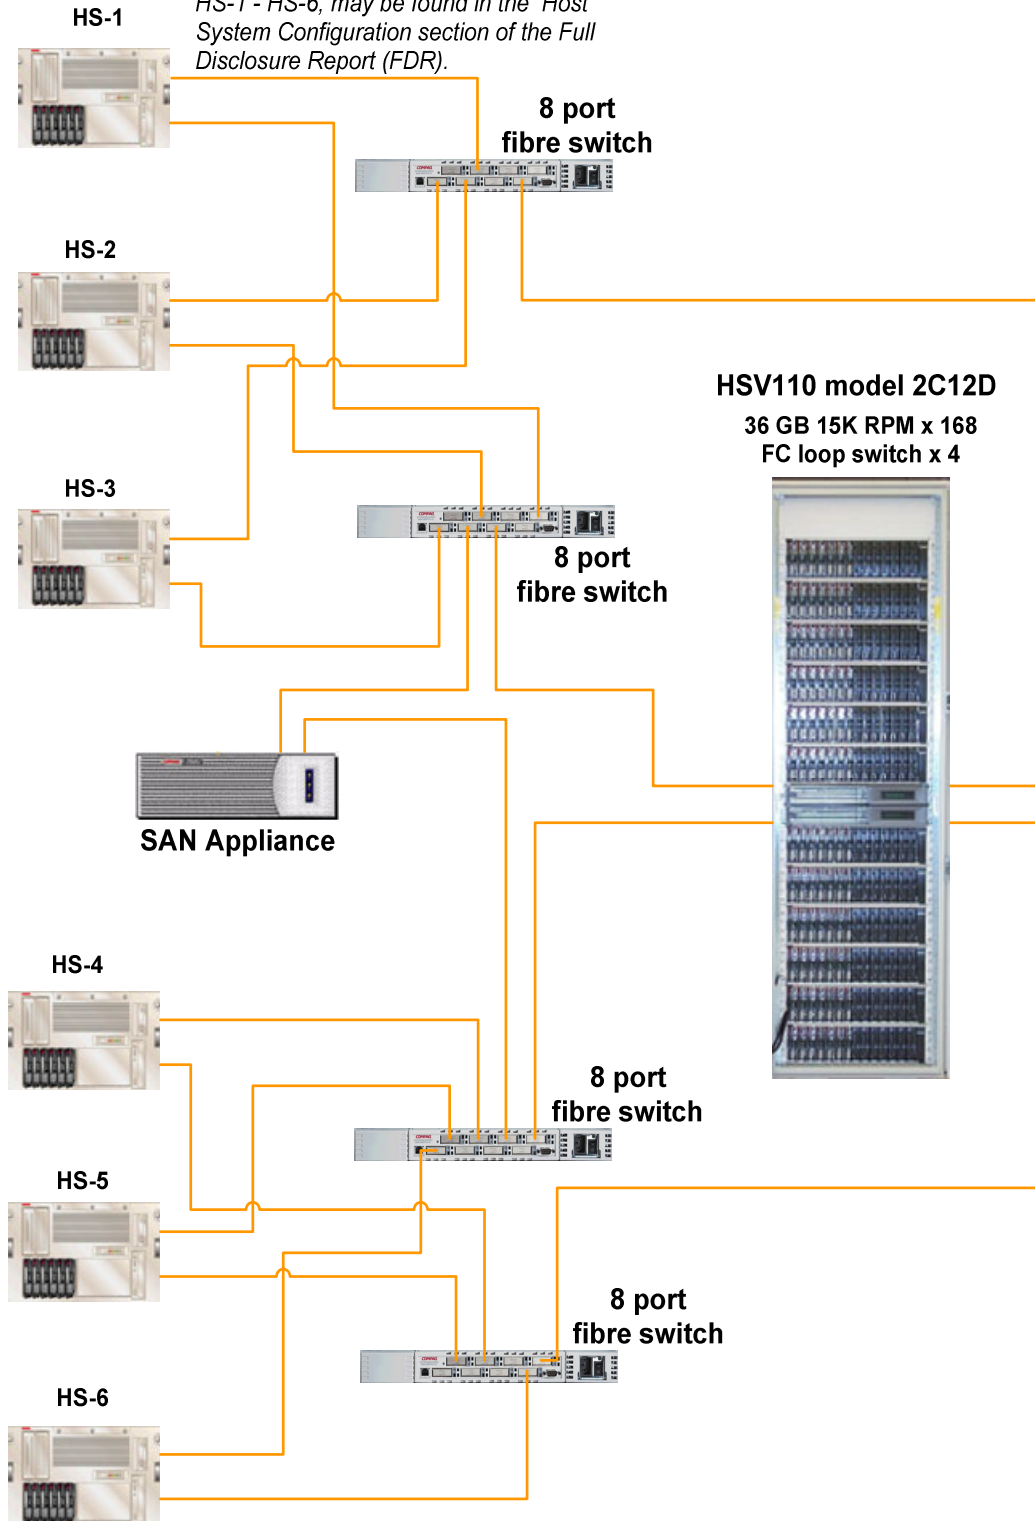 HS-1 - HS-6, may be found in the "Host
System Configuration section of the Full
Disclosure Report (FDR).
HS-1
8 port
fibre switch
HS-2
HSV110 model 2C12D
36 GB 15K RPM x 168
FC loop switch x 4
HS-3
8 port
fibre switch
SAN Appliance
HS-4
8 port
fibre switch
HS-5
8 port
fibre switch
HS-6